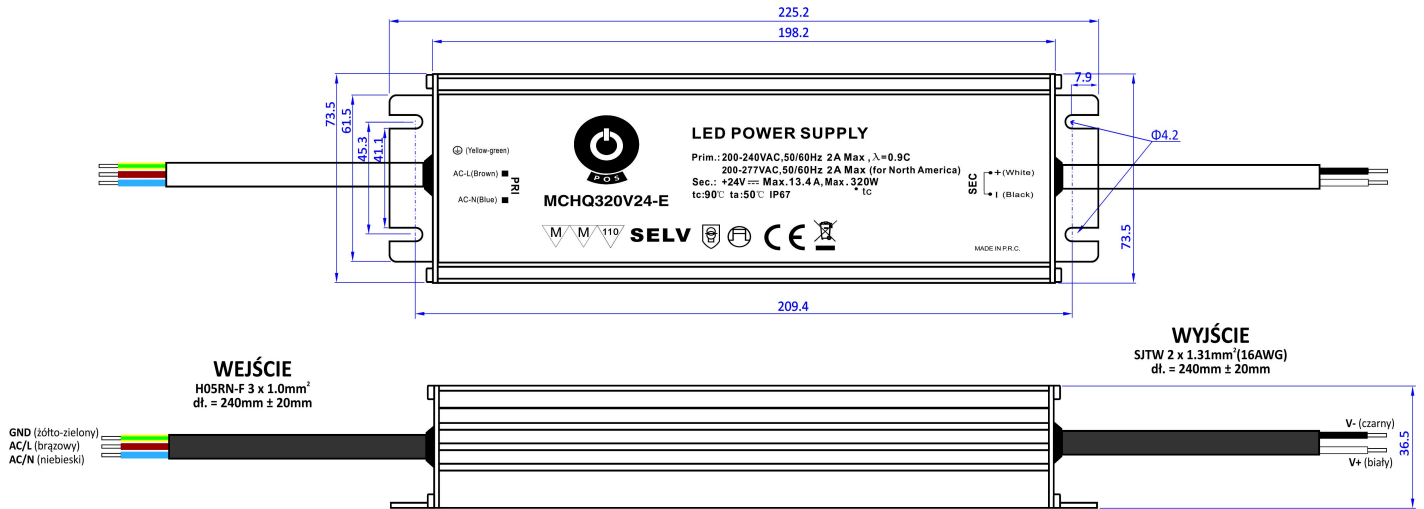 225.2
198.2
7.9
73.5
61.5
45.3
41.1
Φ4.2
(Yellow-green)
AC-L(Brown)
AC-N(Blue)
PRI
POS
MCHQ320V24-E
LED POWER SUPPLY
Prim.: 200-240VAC,50/60Hz 2A Max , λ=0.9C
200-277VAC,50/60Hz 2A Max (for North America)
Sec.: +24V ⎓ Max.13.4A, Max. 320W
tc:90℃ ta:50℃ IP67
tc
SEC
+ (White)
I (Black)
M M 110 SELV CE
MADE IN P.R.C.
73.5
209.4
WEJŚCIE
H05RN-F 3 x 1.0mm²
dł. = 240mm ± 20mm
WYJŚCIE
SJTW 2 x 1.31mm²(16AWG)
dł. = 240mm ± 20mm
GND (żółto-zielony)
AC/L (brązowy)
AC/N (niebieski)
V- (czarny)
V+ (biały)
36.5